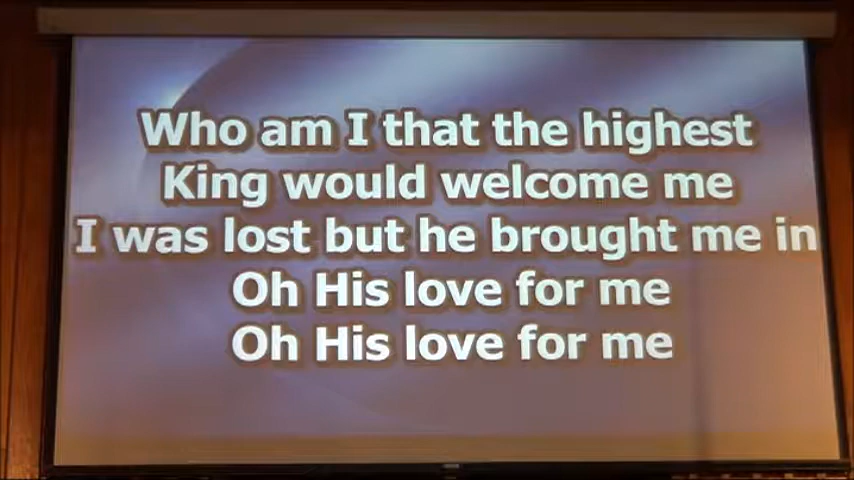 Who am I that the highest
King would welcome me
I was lost but he brought me in
Oh His love for me
Oh His love for me